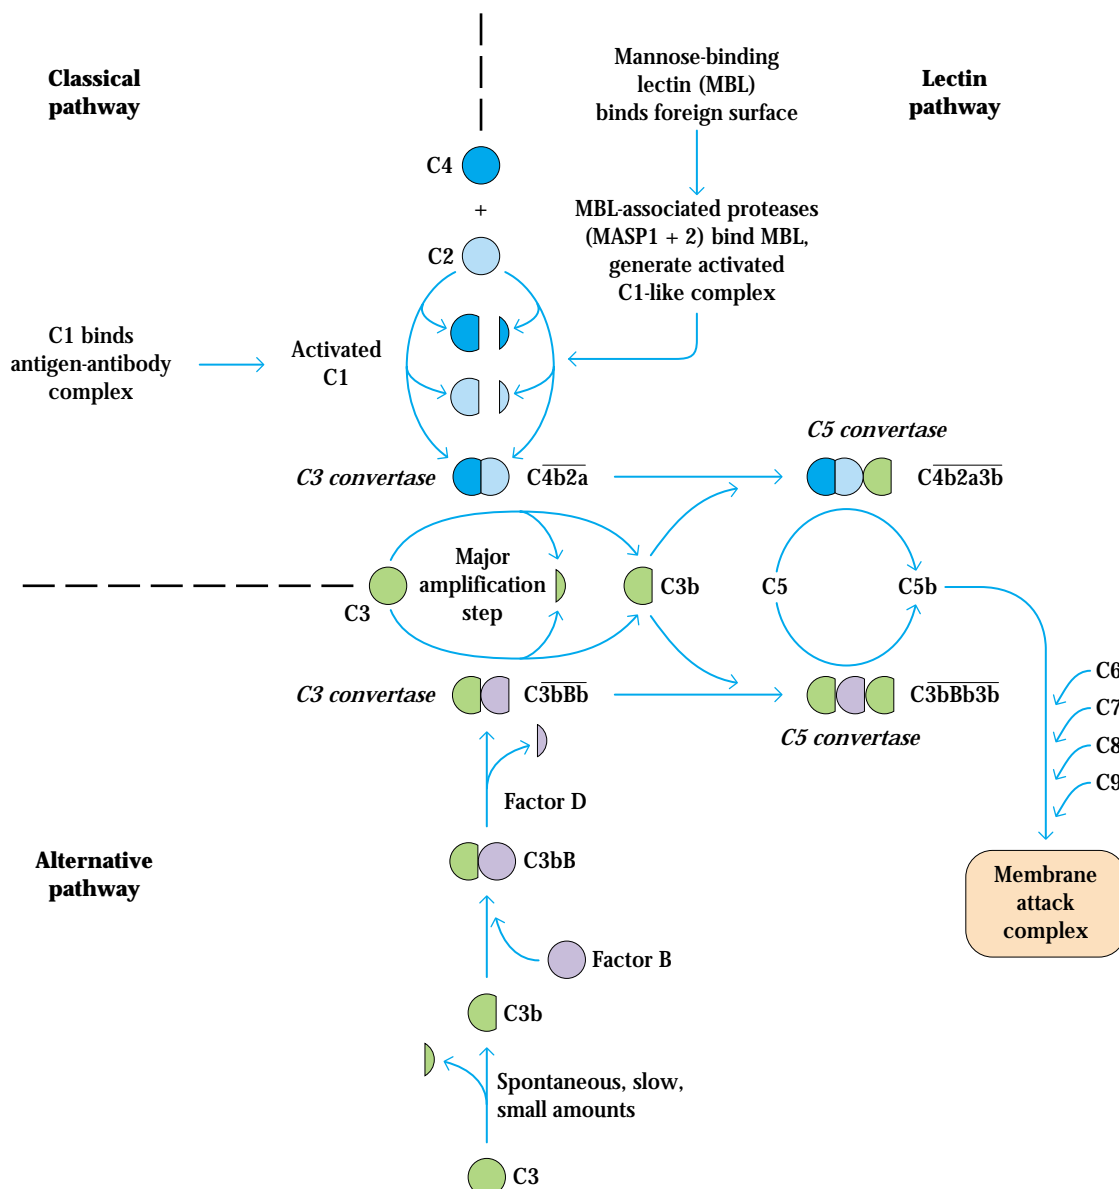 Classical
pathway
Mannose-binding
lectin (MBL)
binds foreign surface
Lectin
pathway
C4
+
C2
MBL-associated proteases
(MASP1 + 2) bind MBL,
generate activated
C1-like complex
C1 binds
antigen-antibody
complex
Activated
C1
C3 convertase
C4b2a
C5 convertase
C4b2a3b
C3
Major
amplification
step
C3b
C5
C5b
C3 convertase
C3bBb
C3bBb3b
C5 convertase
C6
C7
C8
C9
Factor D
Alternative
pathway
C3bB
Membrane
attack
complex
Factor B
C3b
Spontaneous, slow,
small amounts
C3